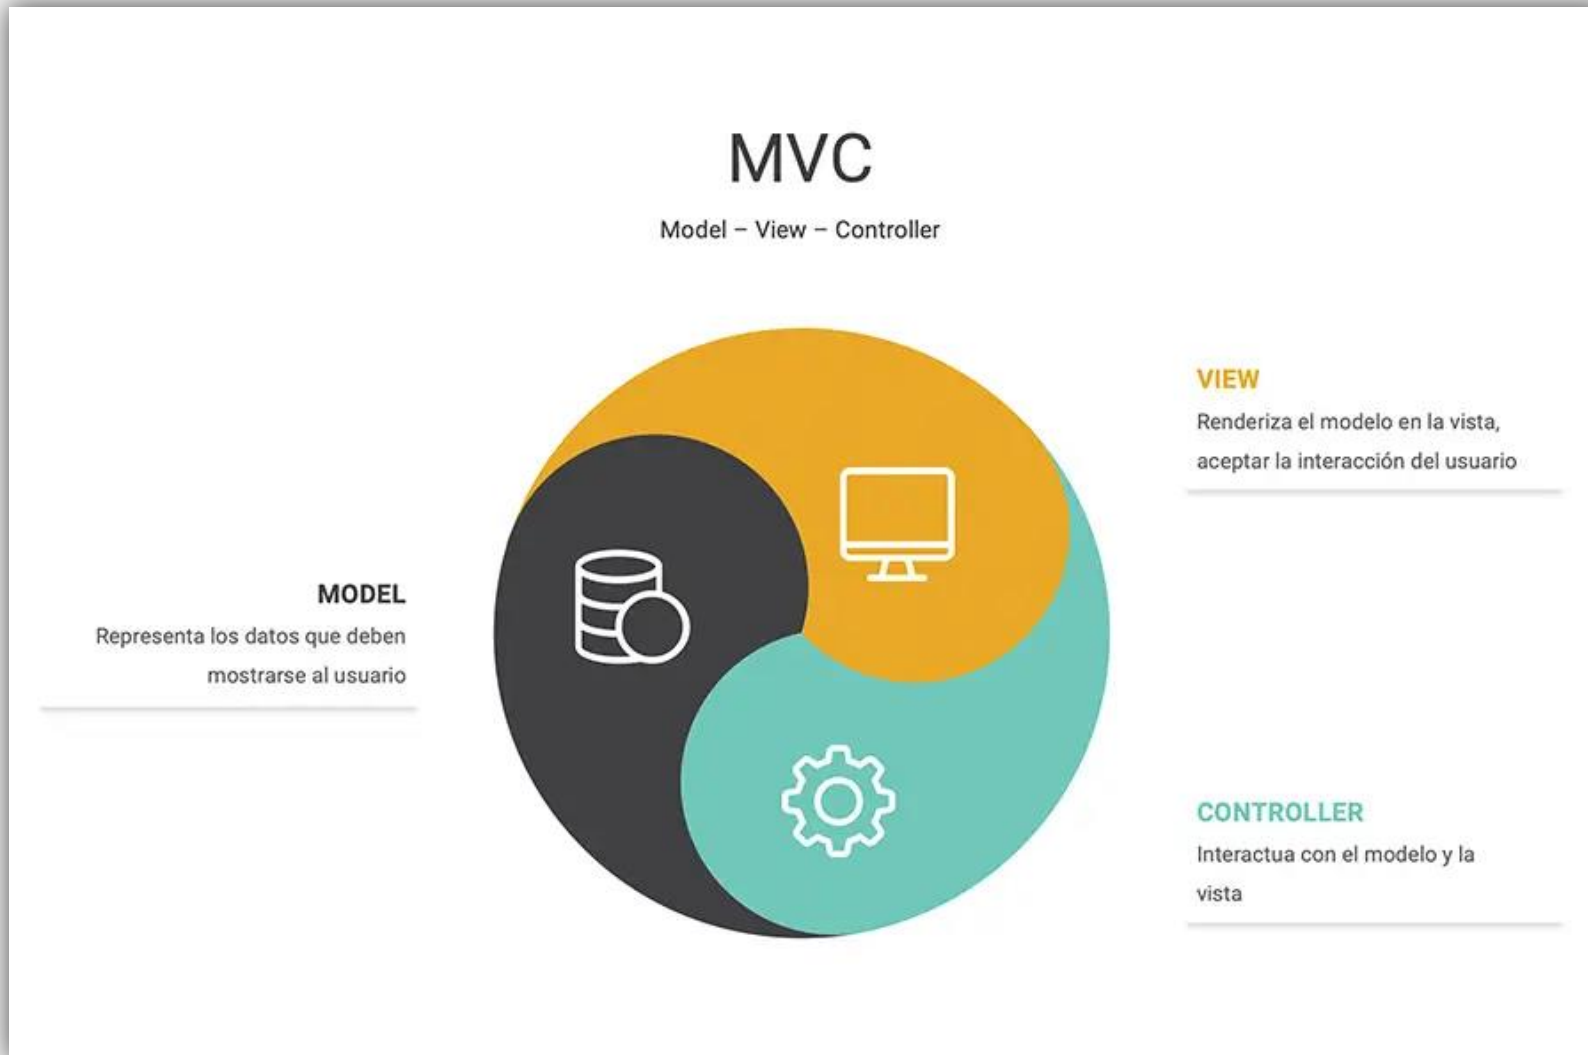 MVC
Model – View – Controller
VIEW
Renderiza el modelo en la vista,
aceptar la interacción del usuario
MODEL
Representa los datos que deben
mostrarse al usuario
CONTROLLER
Interactua con el modelo y la
vista